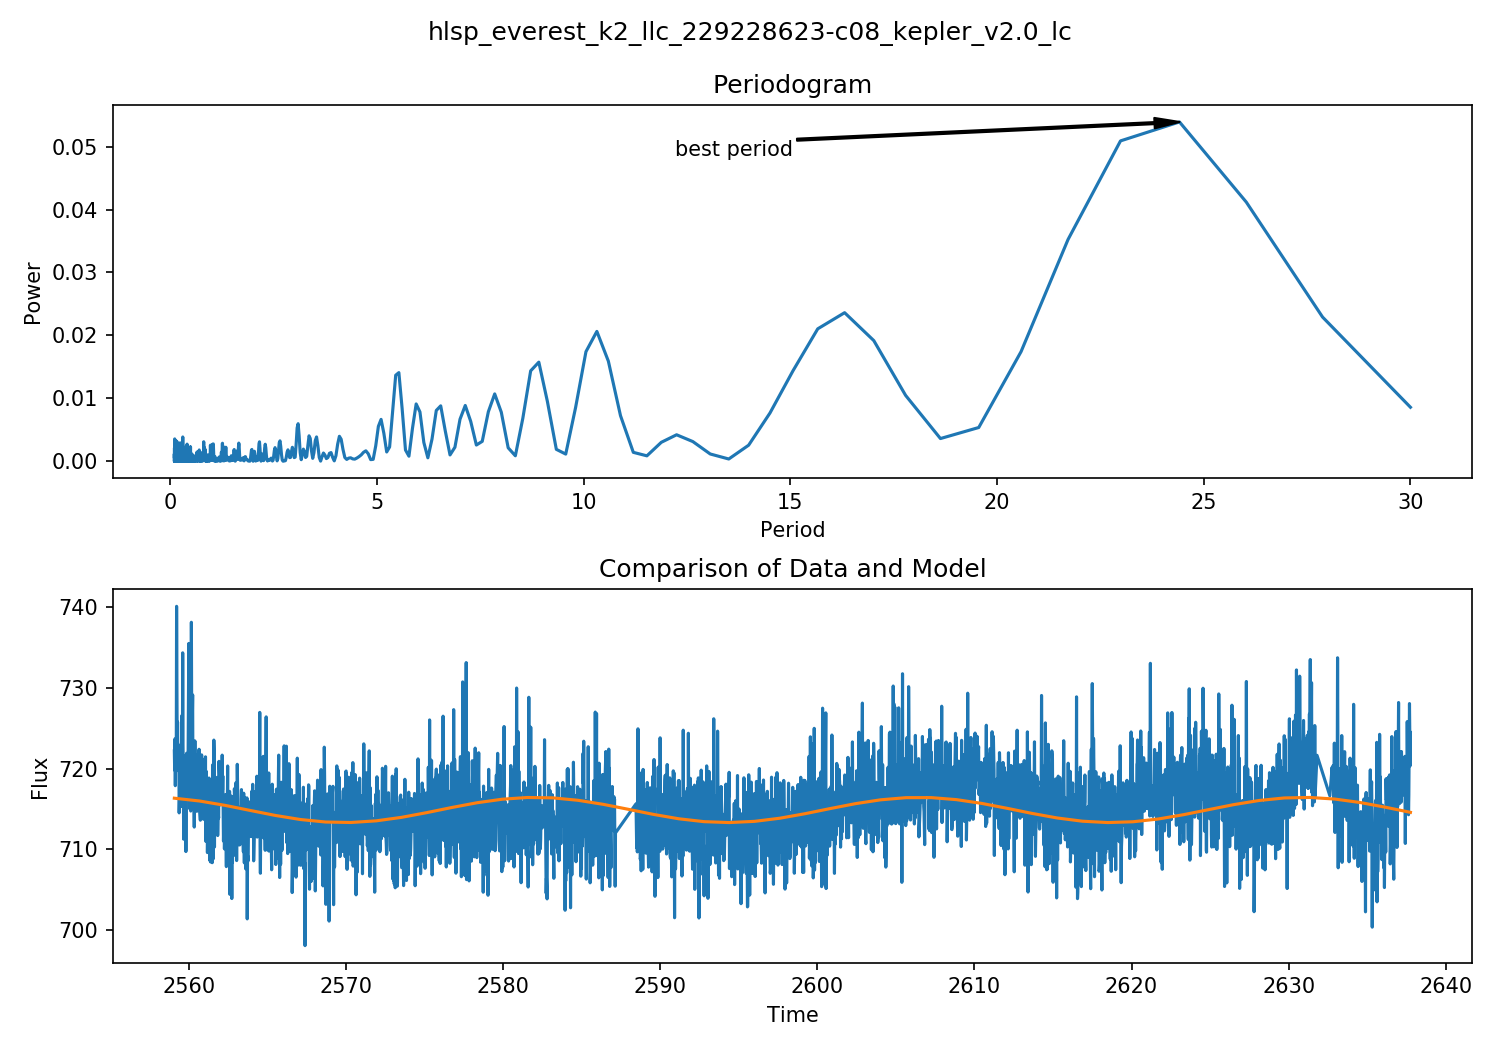 hlsp_everest_k2_llc_229228623-c08_kepler_v2.0_lc
Periodogram
best period
Power
0.05
0.04
0.03
0.02
0.01
0.00
0 5 10 15 20 25 30
Period
Comparison of Data and Model
Flux
740
730
720
710
700
2560 2570 2580 2590 2600 2610 2620 2630 2640
Time